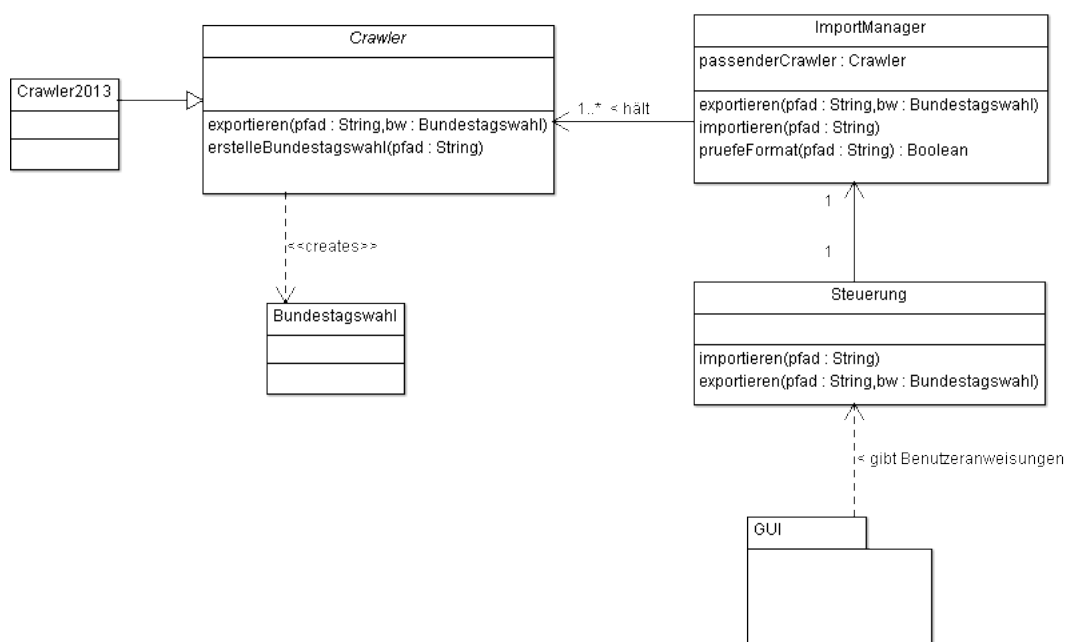 Crawler
exportieren(pfad : String,bw : Bundestagswahl)
erstelleBundestagswahl(pfad : String)
Crawler2013
ImportManager
passenderCrawler : Crawler
exportieren(pfad : String,bw : Bundestagswahl)
importieren(pfad : String)
pruefeFormat(pfad : String) : Boolean
1..* < hält
<<creates>>
Bundestagswahl
1
1
Steuerung
importieren(pfad : String)
exportieren(pfad : String,bw : Bundestagswahl)
< gibt Benutzeranweisungen
GUI